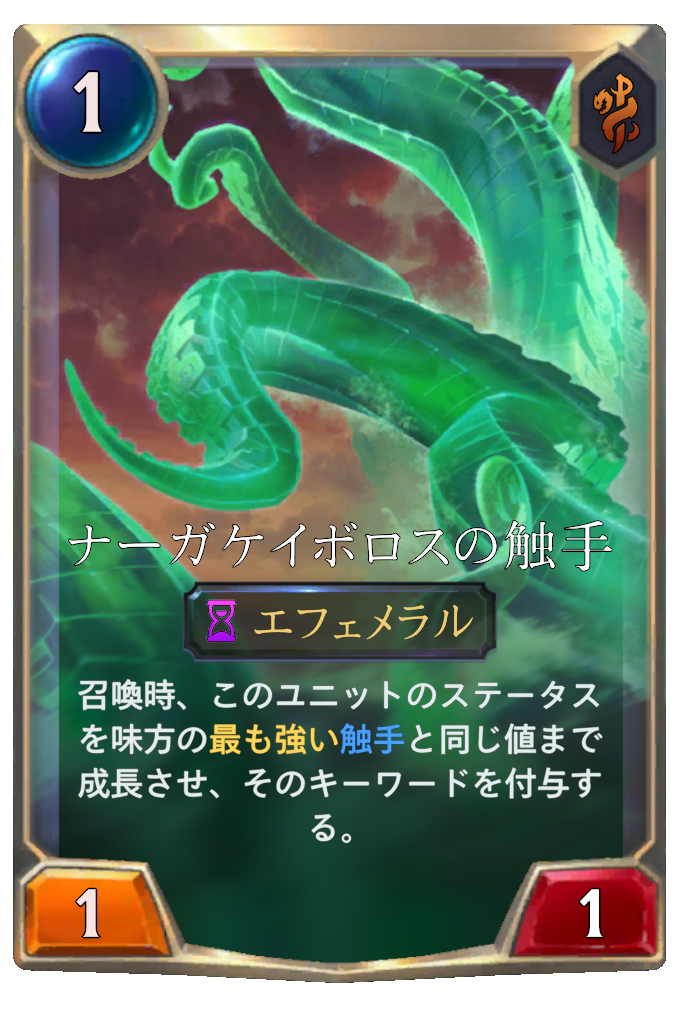 1
ナーガケイボロスの触手
エフェメラル
召喚時、このユニットのステータス
を味方の最も強い触手と同じ値まで
成長させ、そのキーワードを付与す
る。
1
1